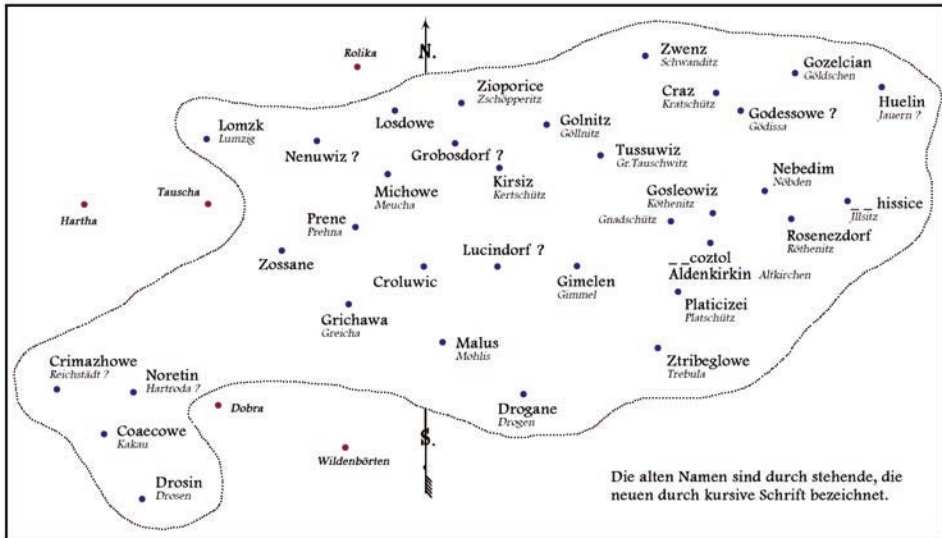 N.
Rolika
Zwenz
Schwanditz
Gozelcian
Göldschen
Zioporice
Zschöpperitz
Craz
Kratschütz
Huelin
Jauern ?
Losdowe
Golnitz
Göllnitz
Godessowe ?
Gödissa
Lomzk
Lumzig
Nenuwiz ?
Grobosdorf ?
Tussuwiz
Gr.Tauschwitz
Kirsiz
Kertschütz
Nebedim
Nöbden
Michowe
Meucha
Gosleowiz
Köthenitz
Tauscha
Hartha
_ _ hissice
Jllsitz
Gnadschütz
Prene
Prehna
Rosenezdorf
Röthenitz
Zossane
Lucindorf ?
_ _coztol
Aldenkirkin Altkirchen
Croluwic
Gimelen
Gimmel
Platicizei
Platschütz
Grichawa
Greicha
Malus
Mohlis
Ztribeglowe
Trebula
Crimazhowe
Reichstädt ?
Noretin
Hartroda ?
Dobra
Drogane
Drogen
Coaecowe
Kakau
S.
Wildenbörten
Drosin
Drosen
Die alten Namen sind durch stehende, die
neuen durch kursive Schrift bezeichnet.